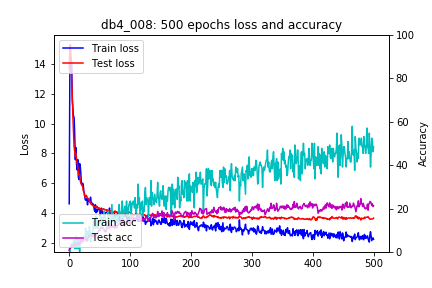 db4_008: 500 epochs loss and accuracy
Train loss
Test loss
Train acc
Test acc
Loss
14
12
10
8
6
4
2
Accuracy
100
80
60
40
20
0
0
100
200
300
400
500